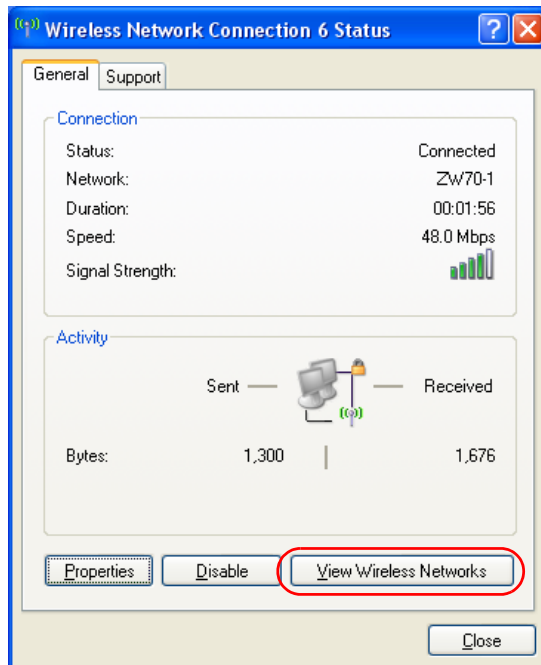 Wireless Network Connection 6 Status
General Support
Connection
Status: Connected
Network: ZW70-1
Duration: 00:01:56
Speed: 48.0 Mbps
Signal Strength:
Activity
Sent Received
Bytes: 1,300 1,676
Properties Disable View Wireless Networks
Close